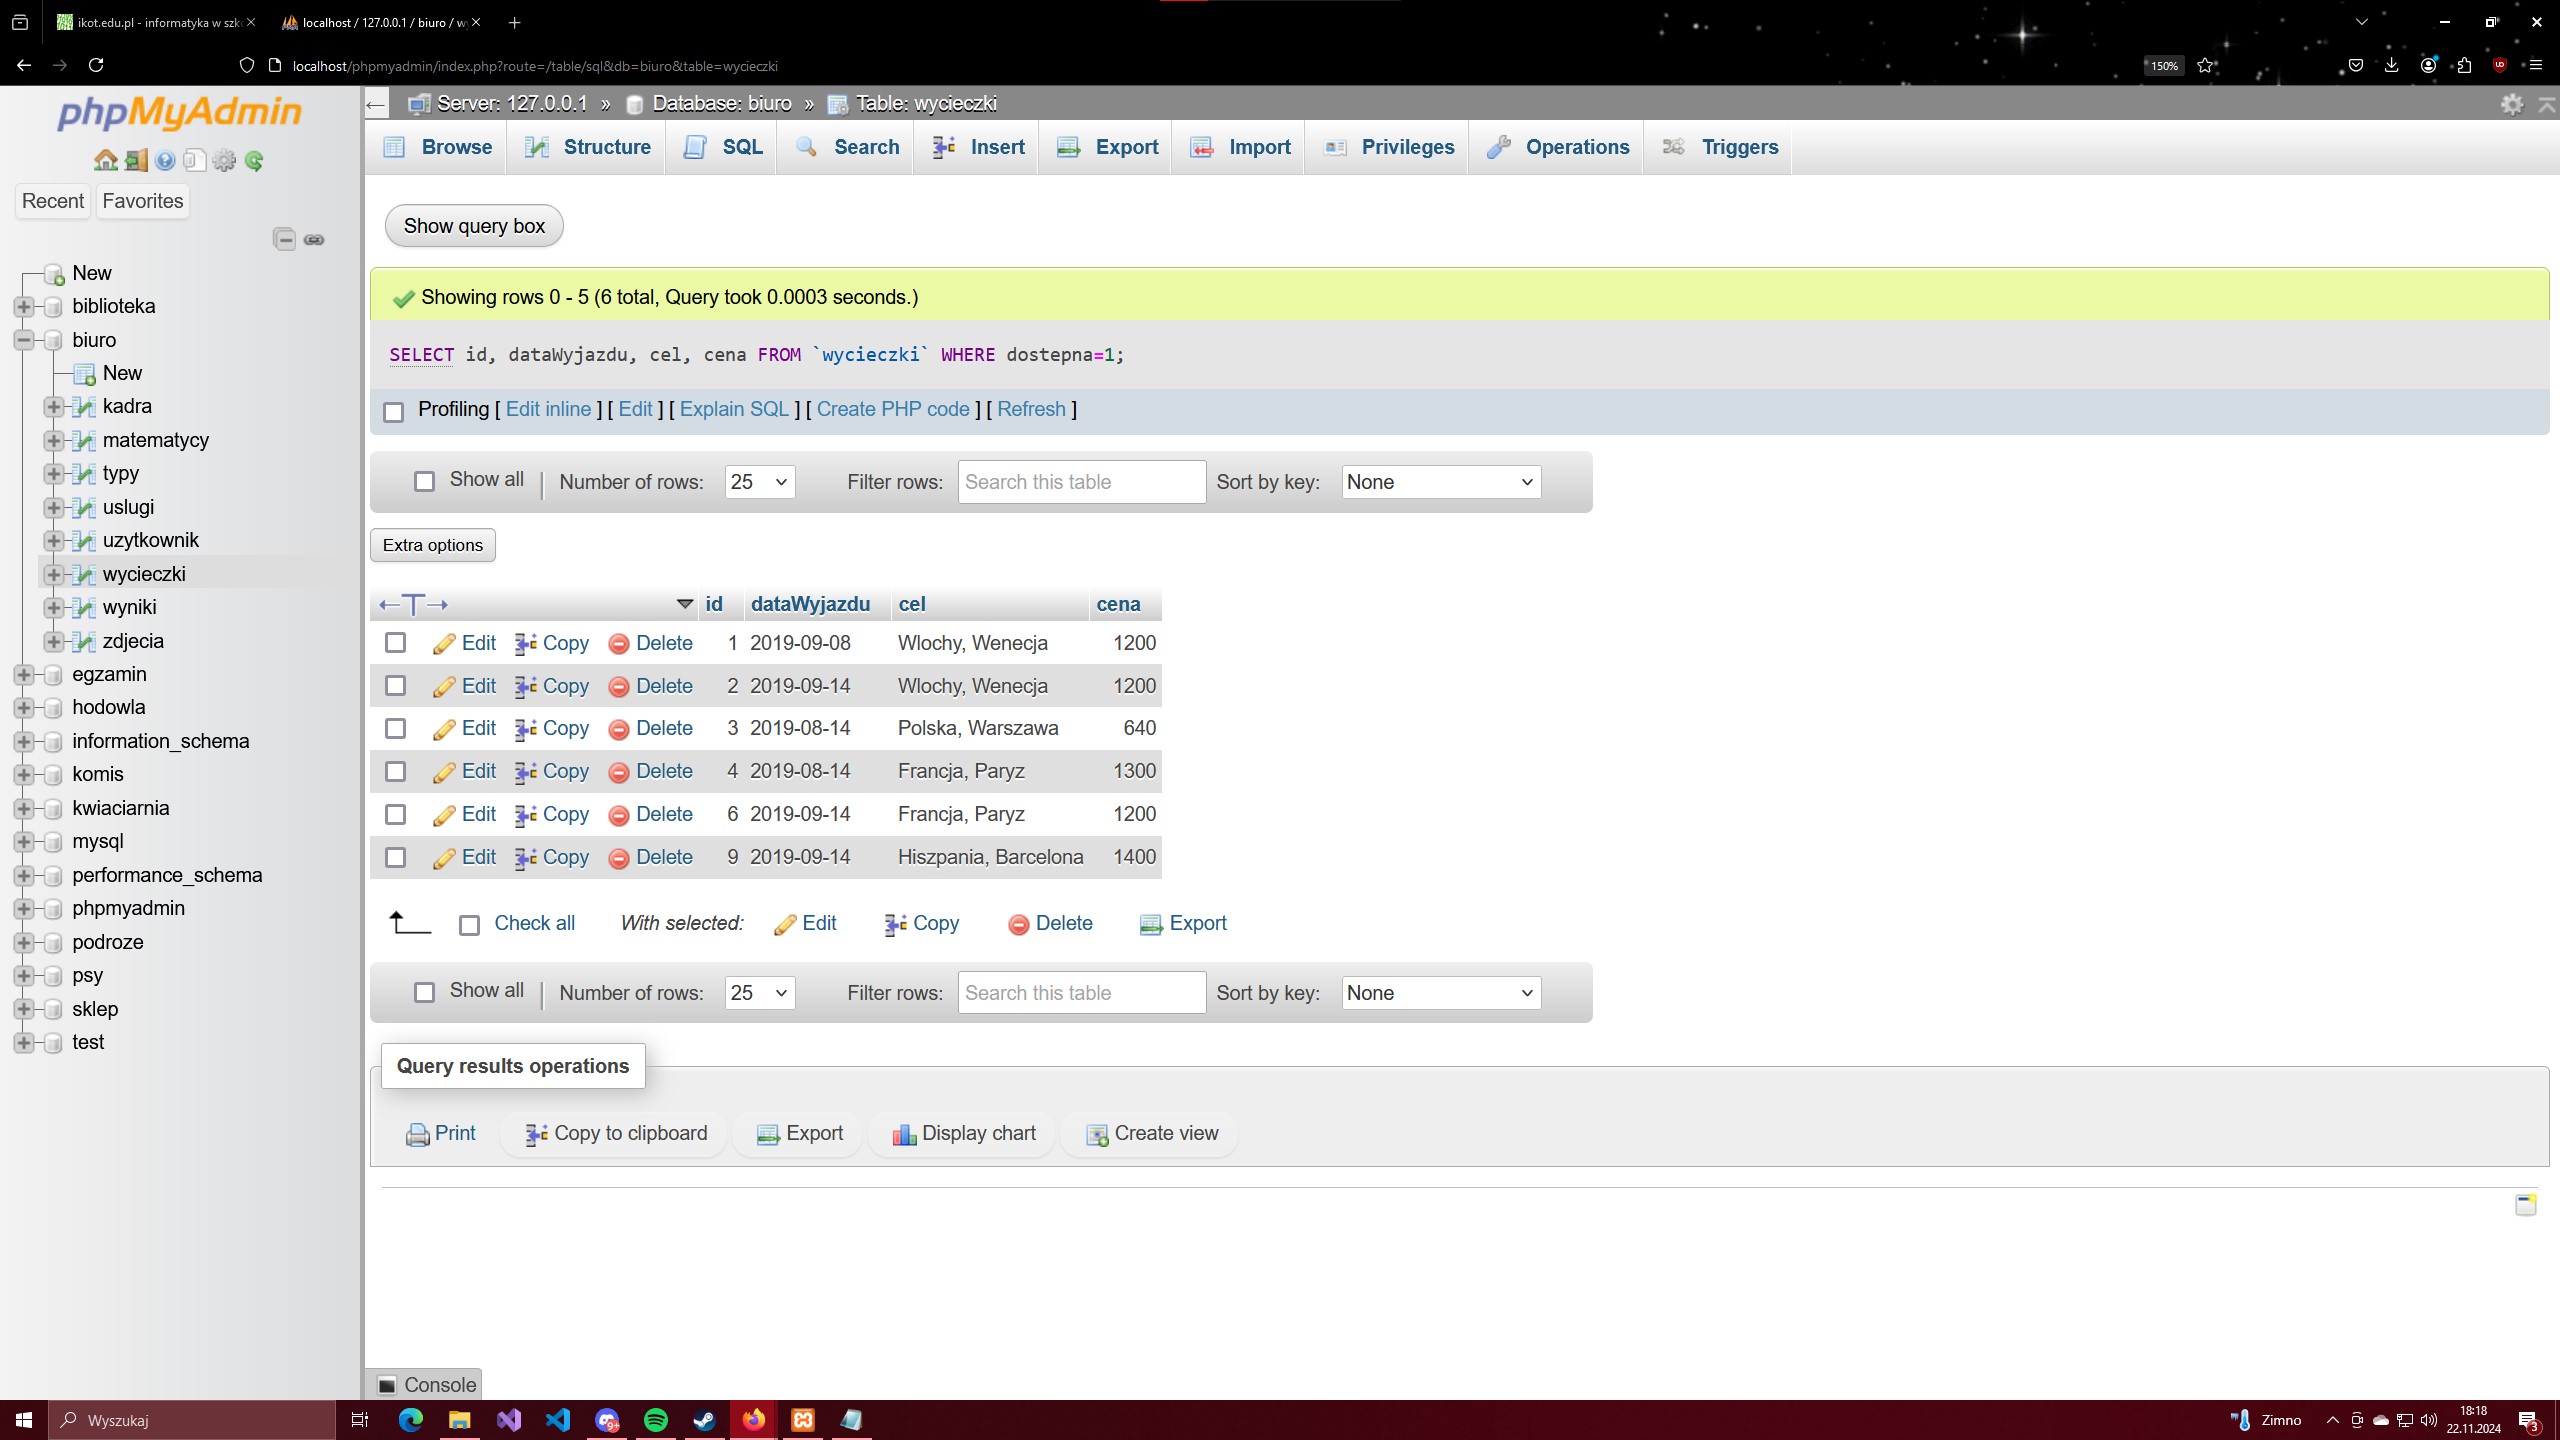 ikot.edu.pl - informatyka w szk
localhost / 127.0.0.1 / biuro / w
localhost/phpmyadmin/index.php?route=/table/sql&db=biuro&table=wycieczki
150%
phpMyAdmin
Recent
Favorites
New
biblioteka
biuro
New
kadra
matematycy
typy
uslugi
uzytkownik
wycieczki
wyniki
zdjecia
egzamin
hodowla
information_schema
komis
kwiaciarnia
mysql
performance_schema
phpmyadmin
podroze
psy
sklep
test
Server: 127.0.0.1 » Database: biuro » Table: wycieczki
Browse Structure SQL Search Insert Export Import Privileges Operations Triggers
Show query box
Showing rows 0 - 5 (6 total, Query took 0.0003 seconds.)
SELECT id, dataWyjazdu, cel, cena FROM `wycieczki` WHERE dostepna=1;
Profiling [ Edit inline ] [ Edit ] [ Explain SQL ] [ Create PHP code ] [ Refresh ]
Show all | Number of rows: 25 Filter rows: Search this table Sort by key: None
Extra options
←T→ id dataWyjazdu cel cena
Edit Copy Delete 1 2019-09-08 Wlochy, Wenecja 1200
Edit Copy Delete 2 2019-09-14 Wlochy, Wenecja 1200
Edit Copy Delete 3 2019-08-14 Polska, Warszawa 640
Edit Copy Delete 4 2019-08-14 Francja, Paryz 1300
Edit Copy Delete 6 2019-09-14 Francja, Paryz 1200
Edit Copy Delete 9 2019-09-14 Hiszpania, Barcelona 1400
Check all With selected: Edit Copy Delete Export
Show all | Number of rows: 25 Filter rows: Search this table Sort by key: None
Query results operations
Print Copy to clipboard Export Display chart Create view
Console
Wyszukaj
9+
Zimno
18:18
22.11.2024
3